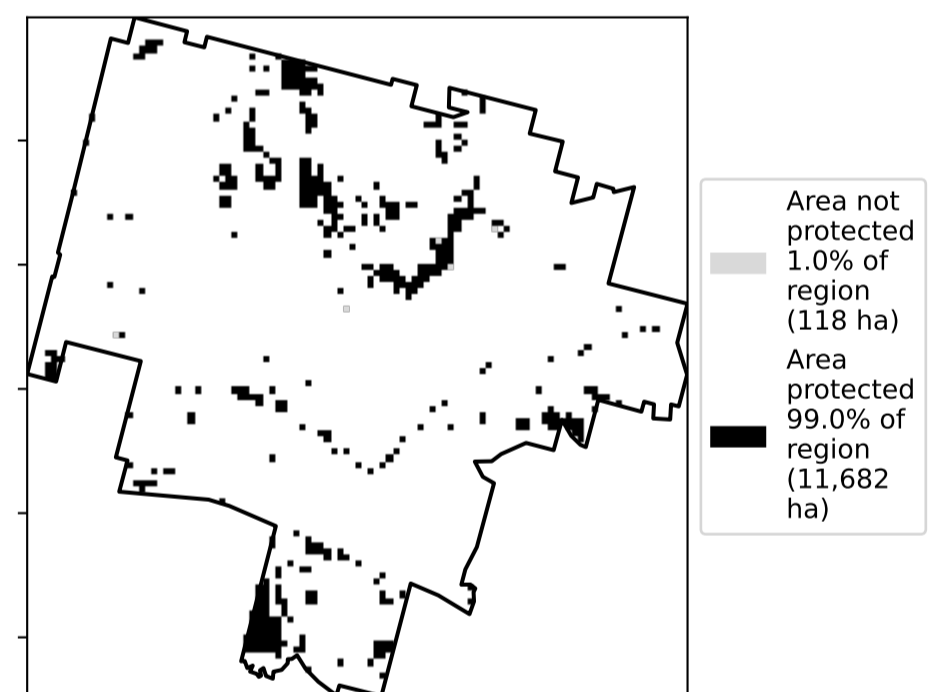 Area not
protected
1.0% of
region
(118 ha)
Area
protected
99.0% of
region
(11,682
ha)